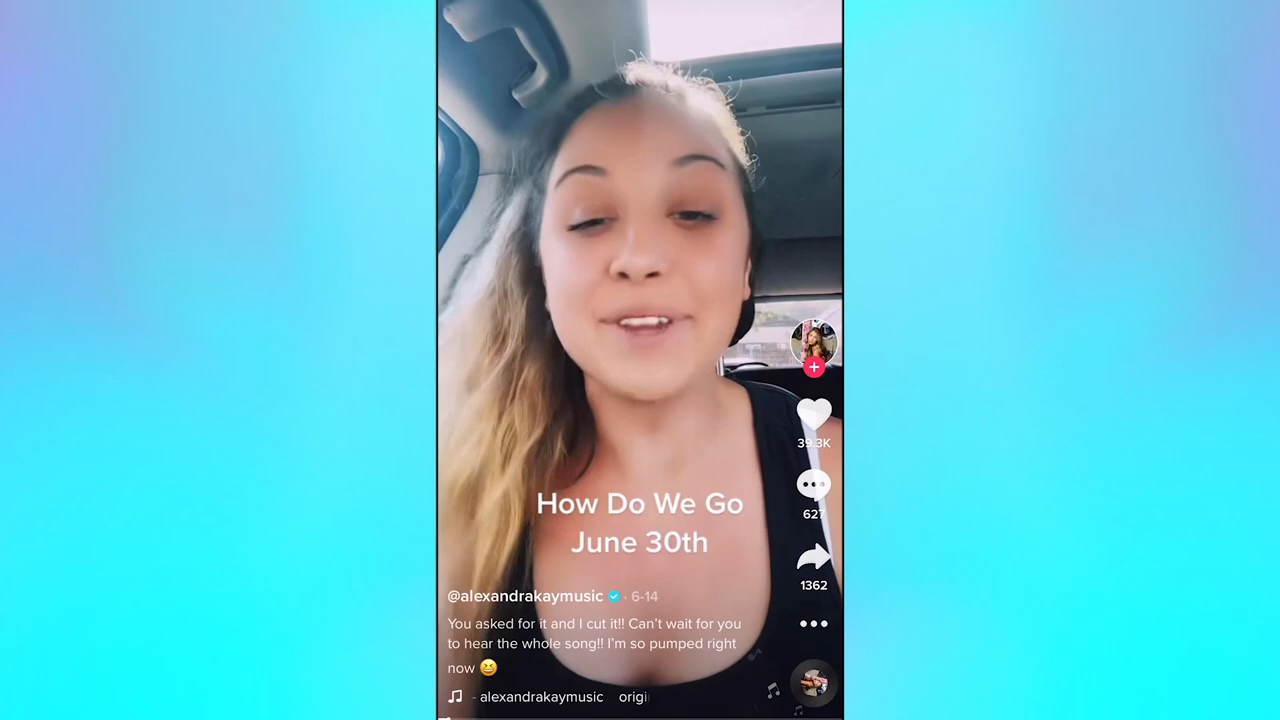 How Do We Go
June 30th
39.3K
627
1362
@alexandrakaymusic · 6-14
You asked for it and I cut it!! Can't wait for you
to hear the whole song!! I'm so pumped right
now 😆
- alexandrakaymusic origi